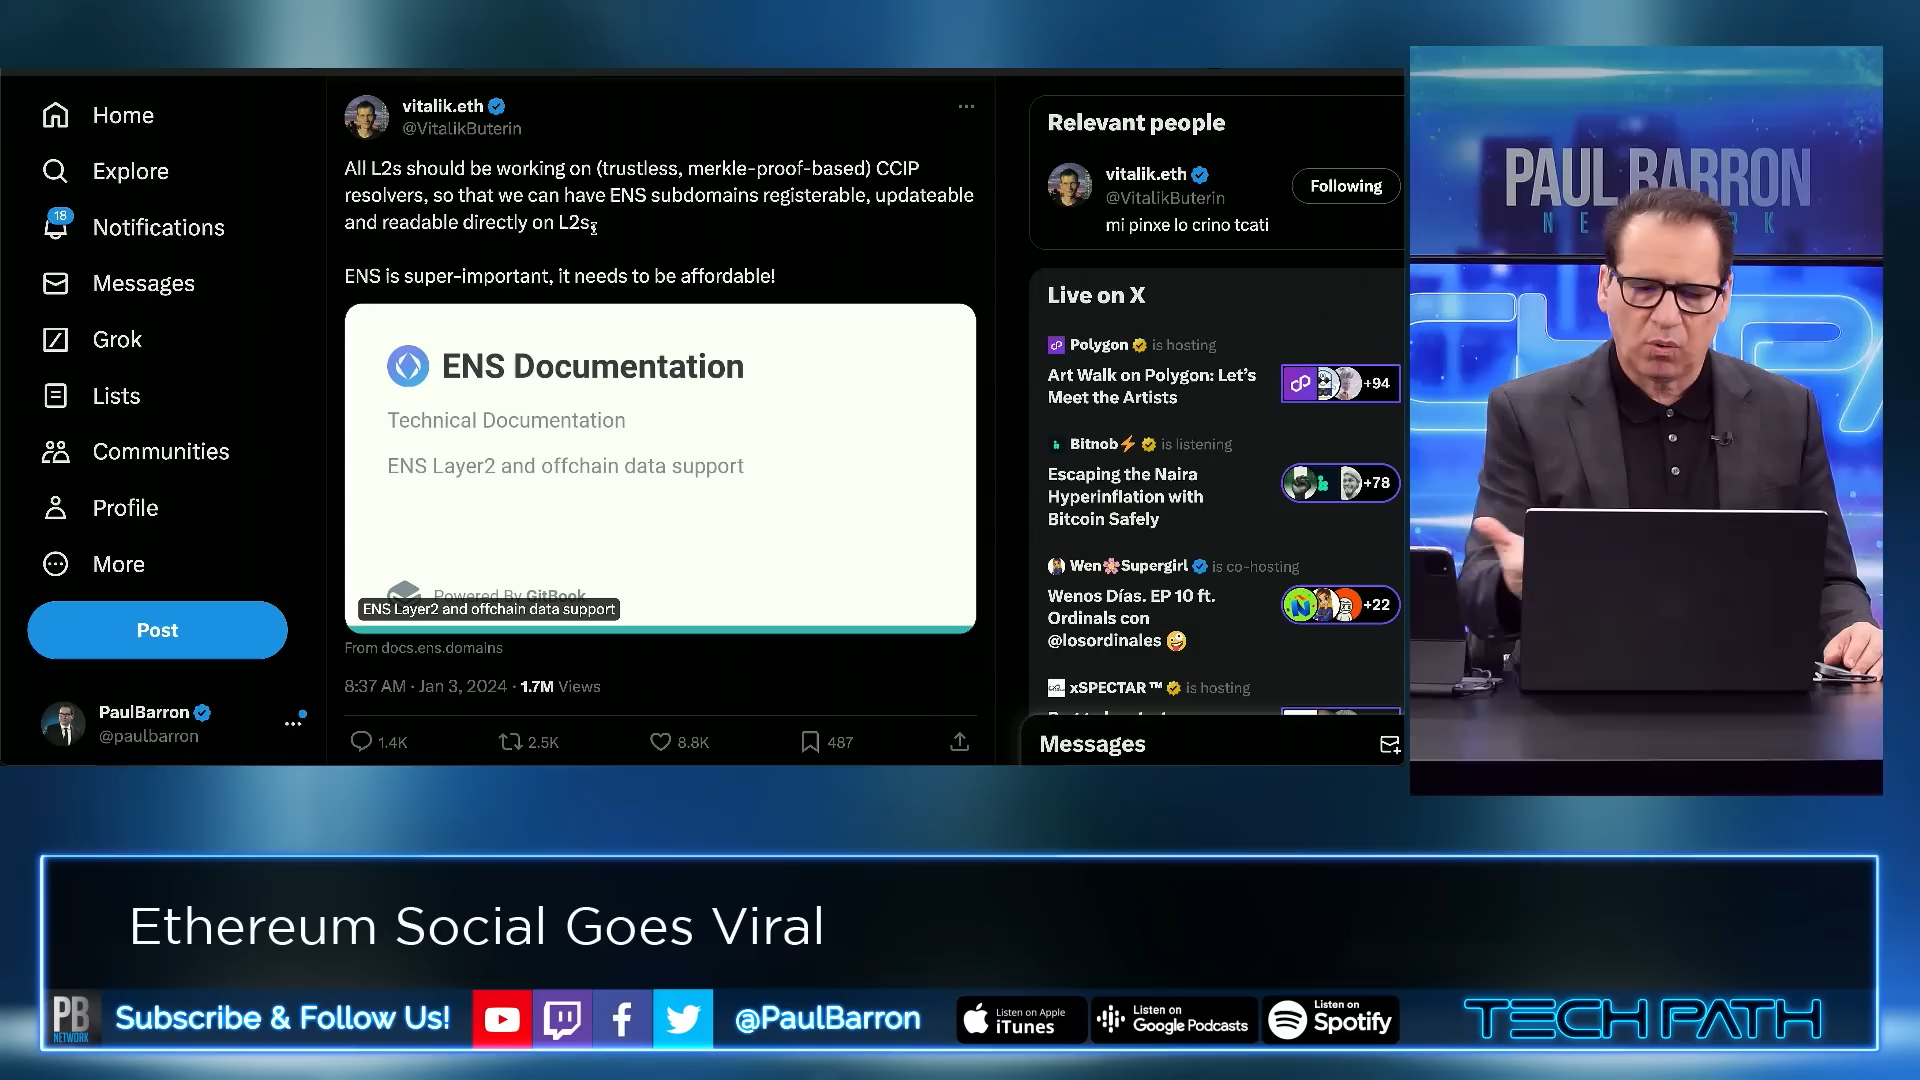 Home
Explore
18
Notifications
Messages
Grok
Lists
Communities
Profile
More
Post
PaulBarron
@paulbarron
vitalik.eth
@VitalikButerin
All L2s should be working on (trustless, merkle-proof-based) CCIP
resolvers, so that we can have ENS subdomains registerable, updateable
and readable directly on L2s.
ENS is super-important, it needs to be affordable!
ENS Documentation
Technical Documentation
ENS Layer2 and offchain data support
Powered By GitBook
ENS Layer2 and offchain data support
From docs.ens.domains
8:37 AM · Jan 3, 2024 · 1.7M Views
1.4K
2.5K
8.8K
487
Relevant people
vitalik.eth
@VitalikButerin
Following
mi pinxe lo crino tcati
Live on X
Polygon is hosting
Art Walk on Polygon: Let's
Meet the Artists
+94
Bitnob⚡ is listening
Escaping the Naira
Hyperinflation with
Bitcoin Safely
+78
Wen🌸Supergirl is co-hosting
Wenos Días. EP 10 ft.
Ordinals con
@losordinales 🤪
+22
xSPECTAR™ is hosting
Messages
PAUL BARRON
Ethereum Social Goes Viral
PB
NETWORK
Subscribe & Follow Us!
@PaulBarron
Listen on Apple
iTunes
Listen on
Google Podcasts
Listen on
Spotify
TECH PATH